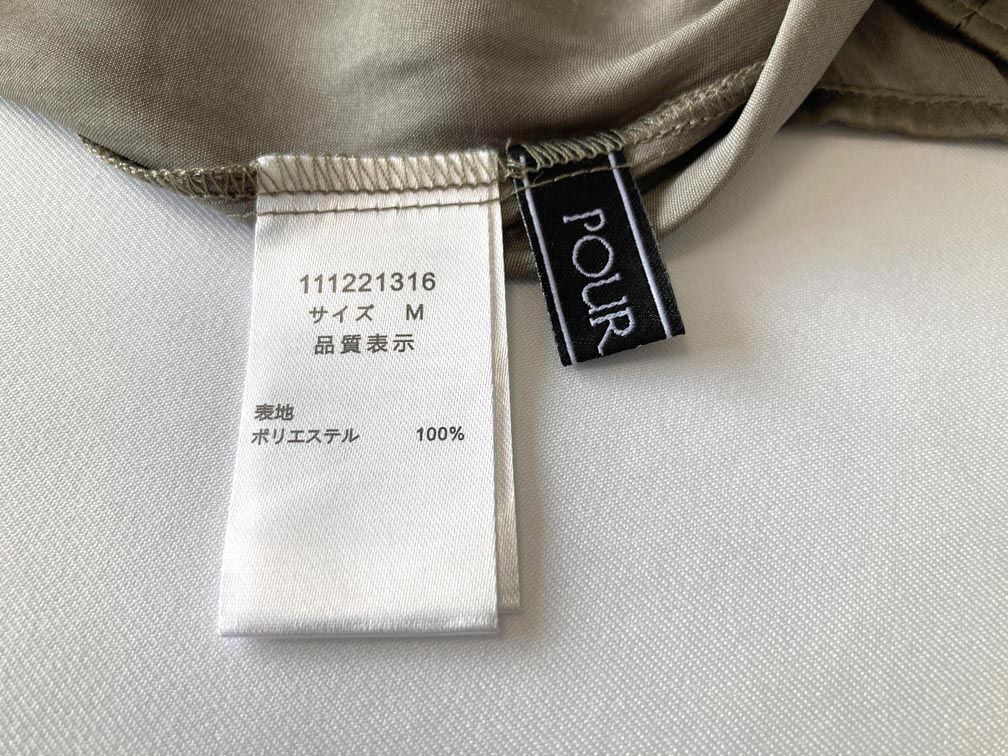 111221316
サイズ M
品質表示
表地
ポリエステル 100%
POUR